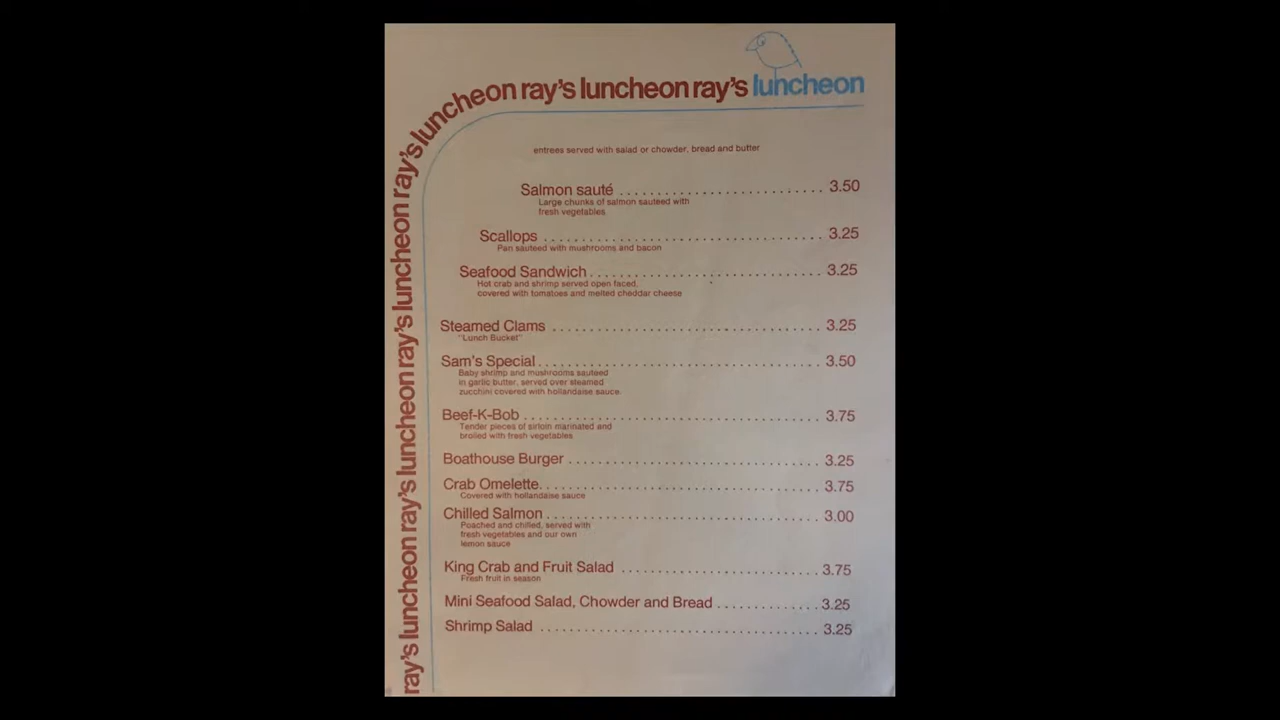 ray's luncheon ray's luncheon ray's luncheon ray's luncheon ray's luncheon ray's luncheon
entrees served with salad or chowder, bread and butter
Salmon sauté 3.50
Large chunks of salmon sauteed with
fresh vegetables
Scallops 3.25
Pan sauteed with mushrooms and bacon
Seafood Sandwich 3.25
Hot crab and shrimp served open faced,
covered with tomatoes and melted cheddar cheese
Steamed Clams 3.25
"Lunch Bucket"
Sam's Special 3.50
Baby shrimp and mushrooms sauteed
in garlic butter, served over steamed
zucchini covered with hollandaise sauce.
Beef-K-Bob 3.75
Tender pieces of sirloin marinated and
broiled with fresh vegetables
Boathouse Burger 3.25
Crab Omelette 3.75
Covered with hollandaise sauce
Chilled Salmon 3.00
Poached and chilled, served with
fresh vegetables and our own
lemon sauce
King Crab and Fruit Salad 3.75
Fresh fruit in season
Mini Seafood Salad, Chowder and Bread 3.25
Shrimp Salad 3.25